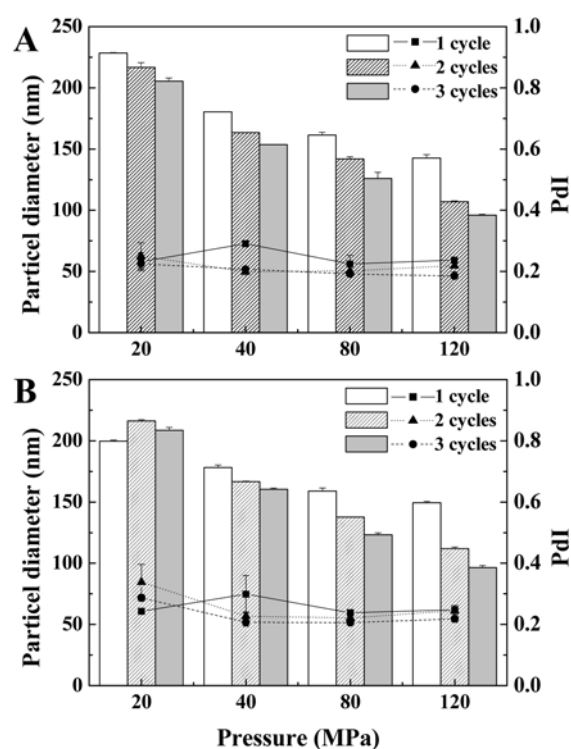 A
250
200
150
100
50
0
Particel diameter (nm)
1 cycle
2 cycles
3 cycles
1.0
0.8
0.6
0.4
0.2
0.0
PdI
20 40 80 120
B
250
200
150
100
50
0
Particel diameter (nm)
1 cycle
2 cycles
3 cycles
1.0
0.8
0.6
0.4
0.2
0.0
PdI
20 40 80 120
Pressure (MPa)